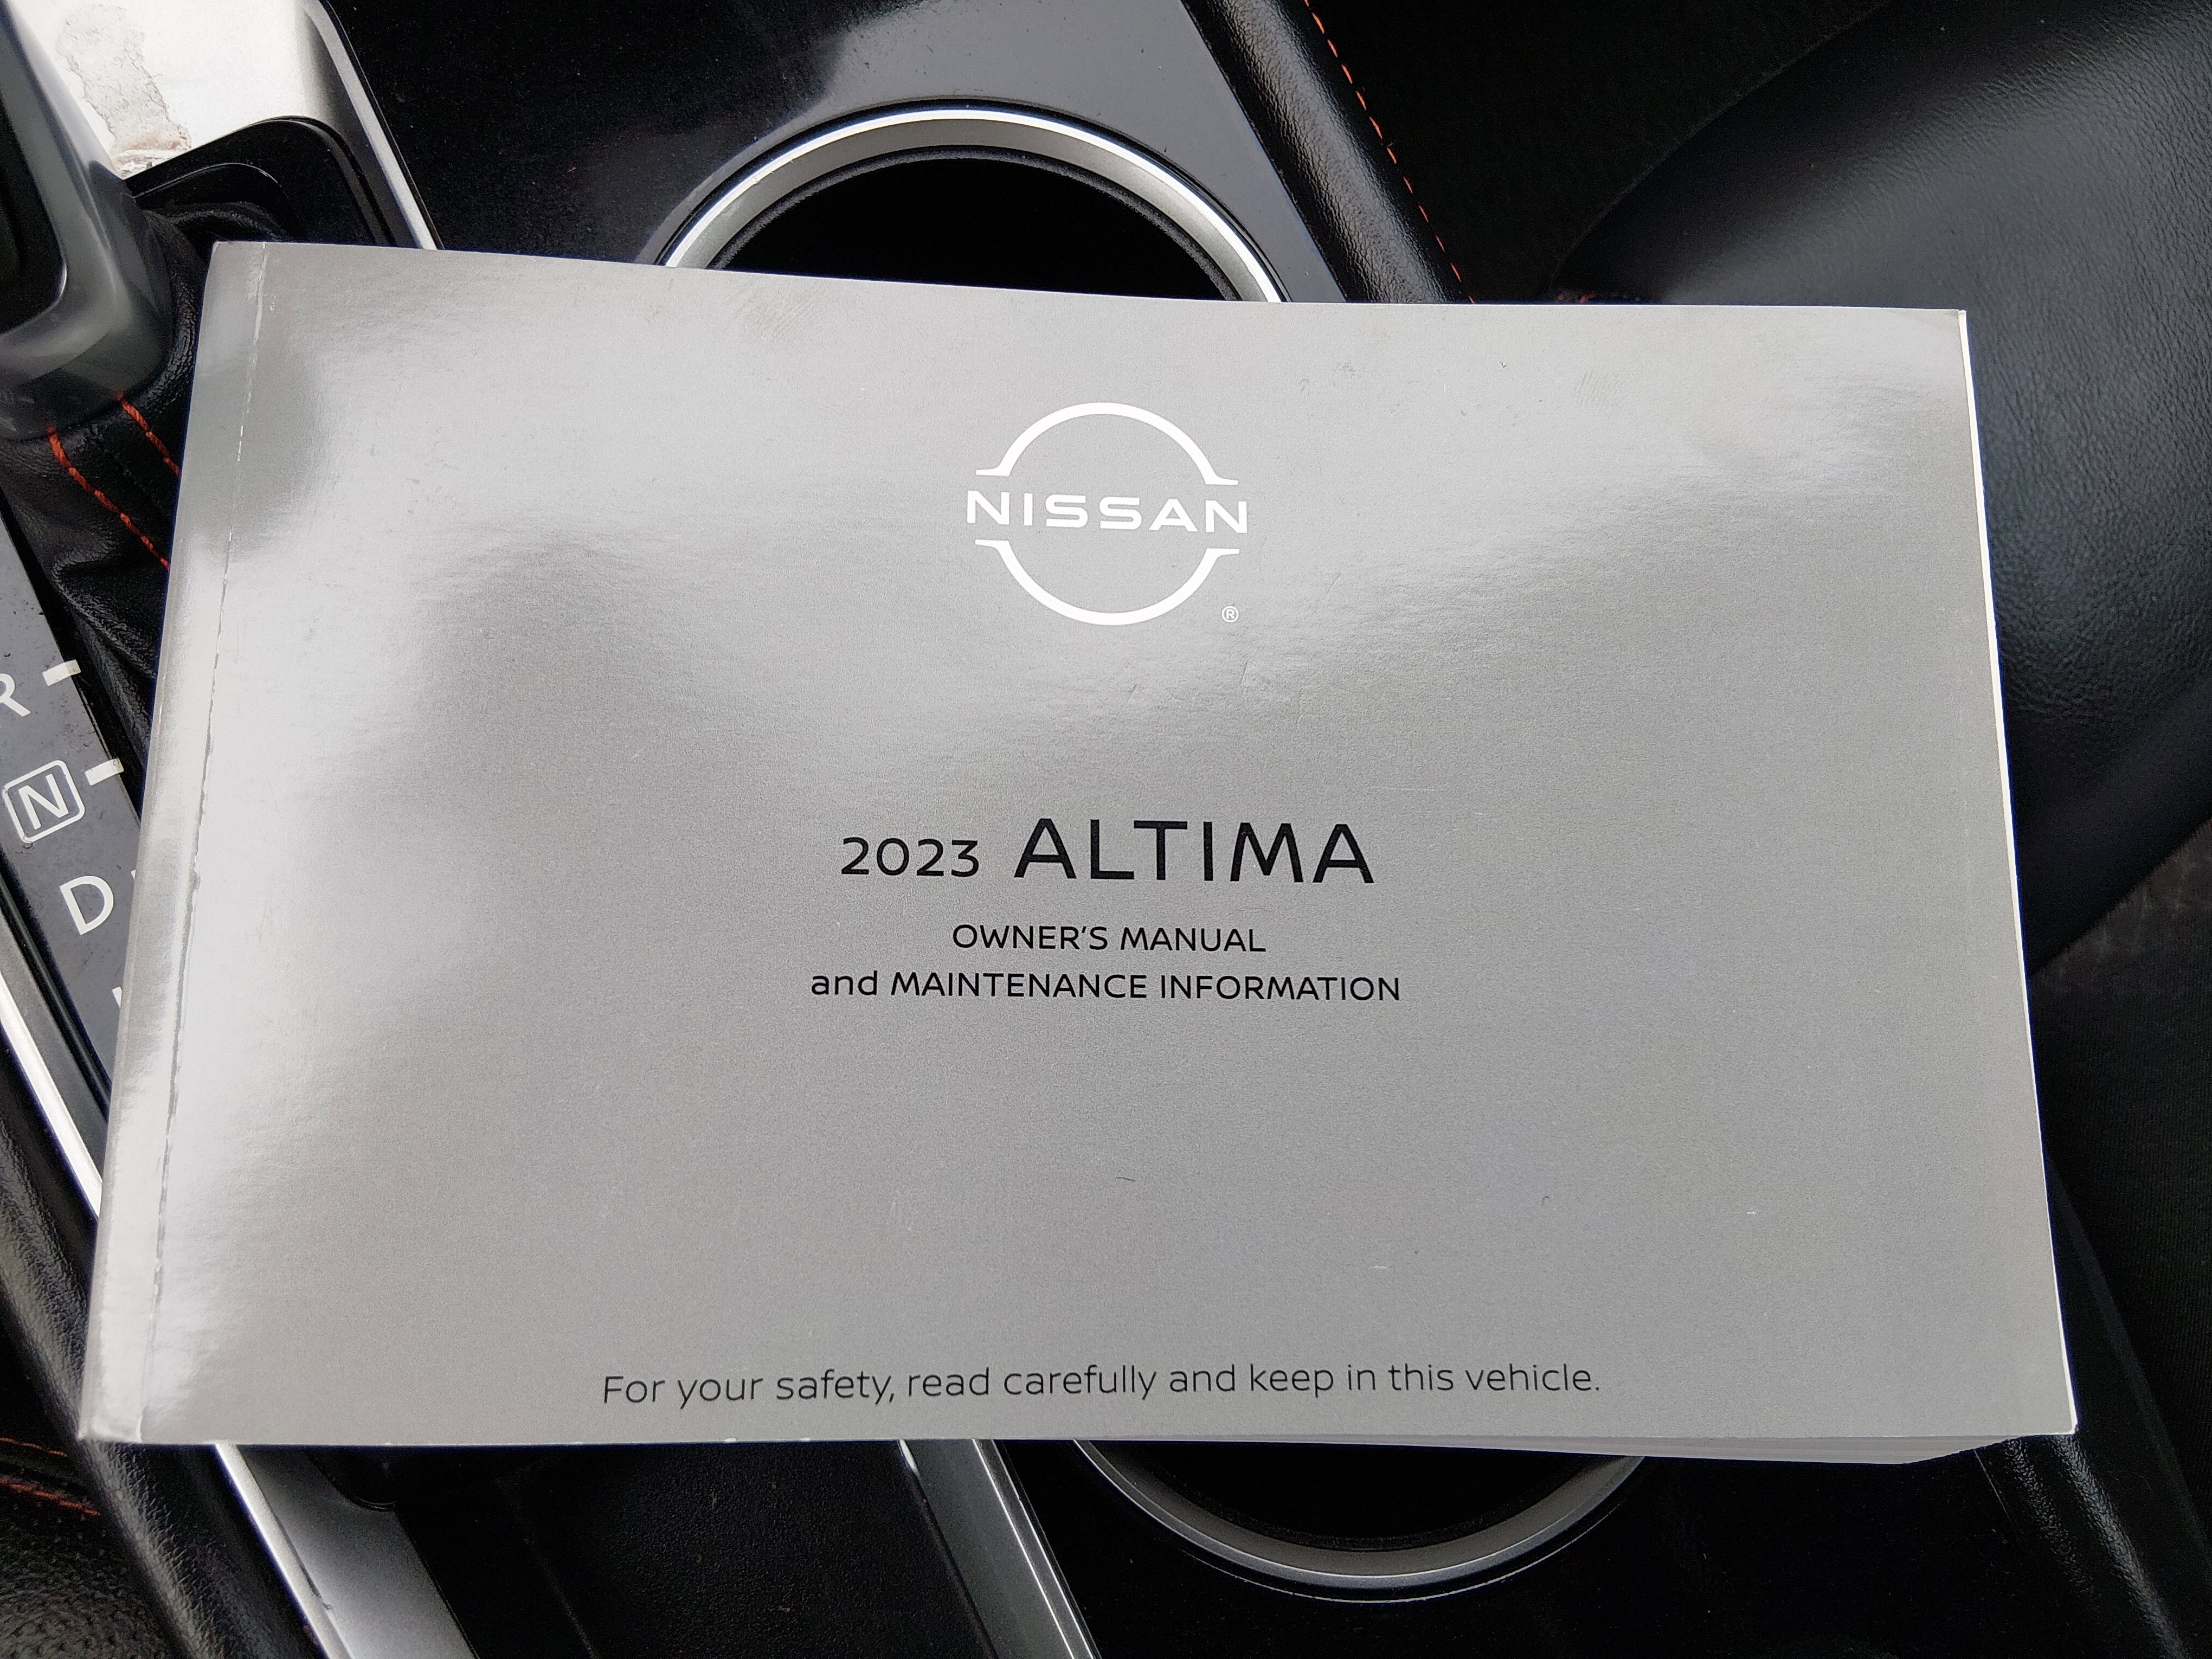 NISSAN
®
2023 ALTIMA
OWNER'S MANUAL
and MAINTENANCE INFORMATION
For your safety, read carefully and keep in this vehicle.
R
N
D